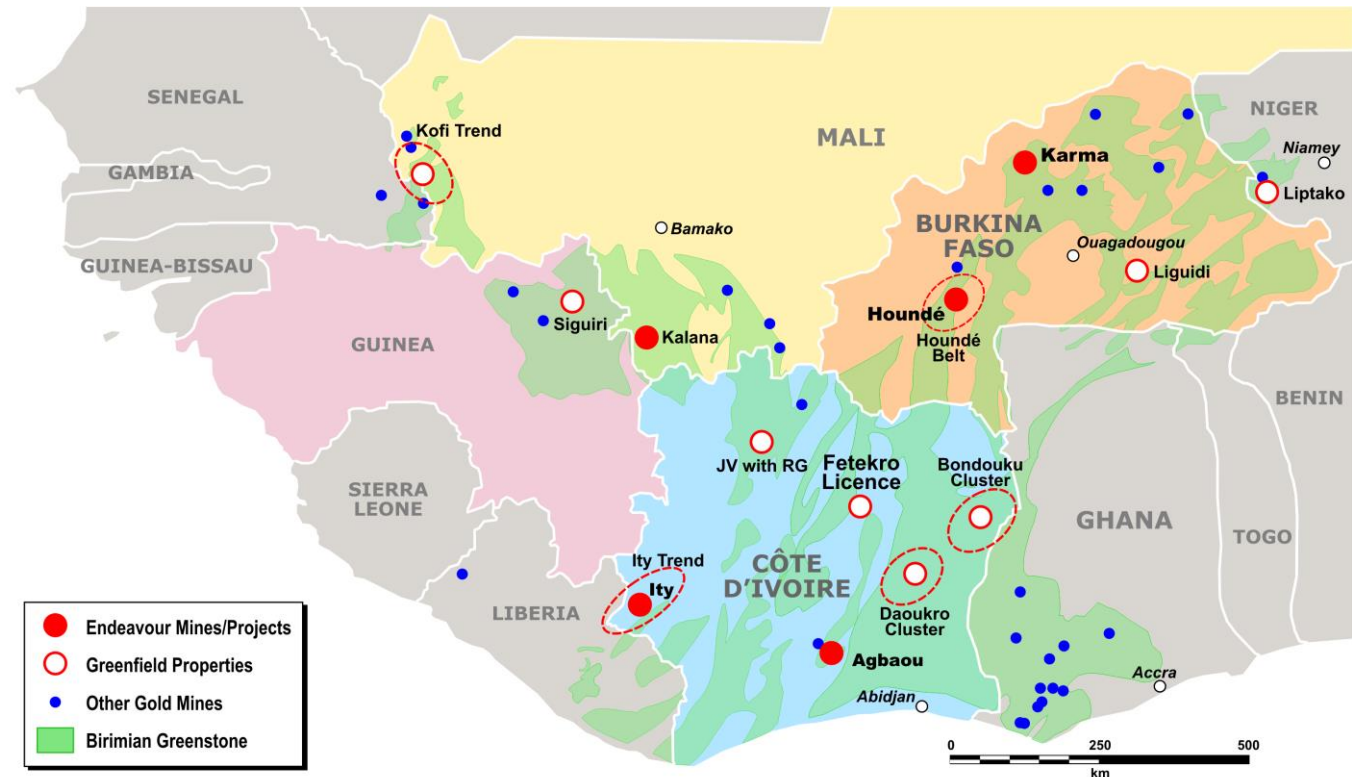 SENEGAL
Kofi Trend
GAMBIA
GUINEA-BISSAU
MALI
Bamako
NIGER
Niamey
Karma
Liptako
BURKINA
FASO
Ouagadougou
Liguidi
Houndé
Houndé
Belt
Siguiri
Kalana
GUINEA
BENIN
JV with RG
Fetekro
Licence
Bondouku
Cluster
SIERRA
LEONE
GHANA
TOGO
Ity Trend
Ity
CÔTE
D'IVOIRE
LIBERIA
Daoukro
Cluster
Agbaou
Abidjan
Accra
Endeavour Mines/Projects
Greenfield Properties
Other Gold Mines
Birimian Greenstone
0 250 500
km